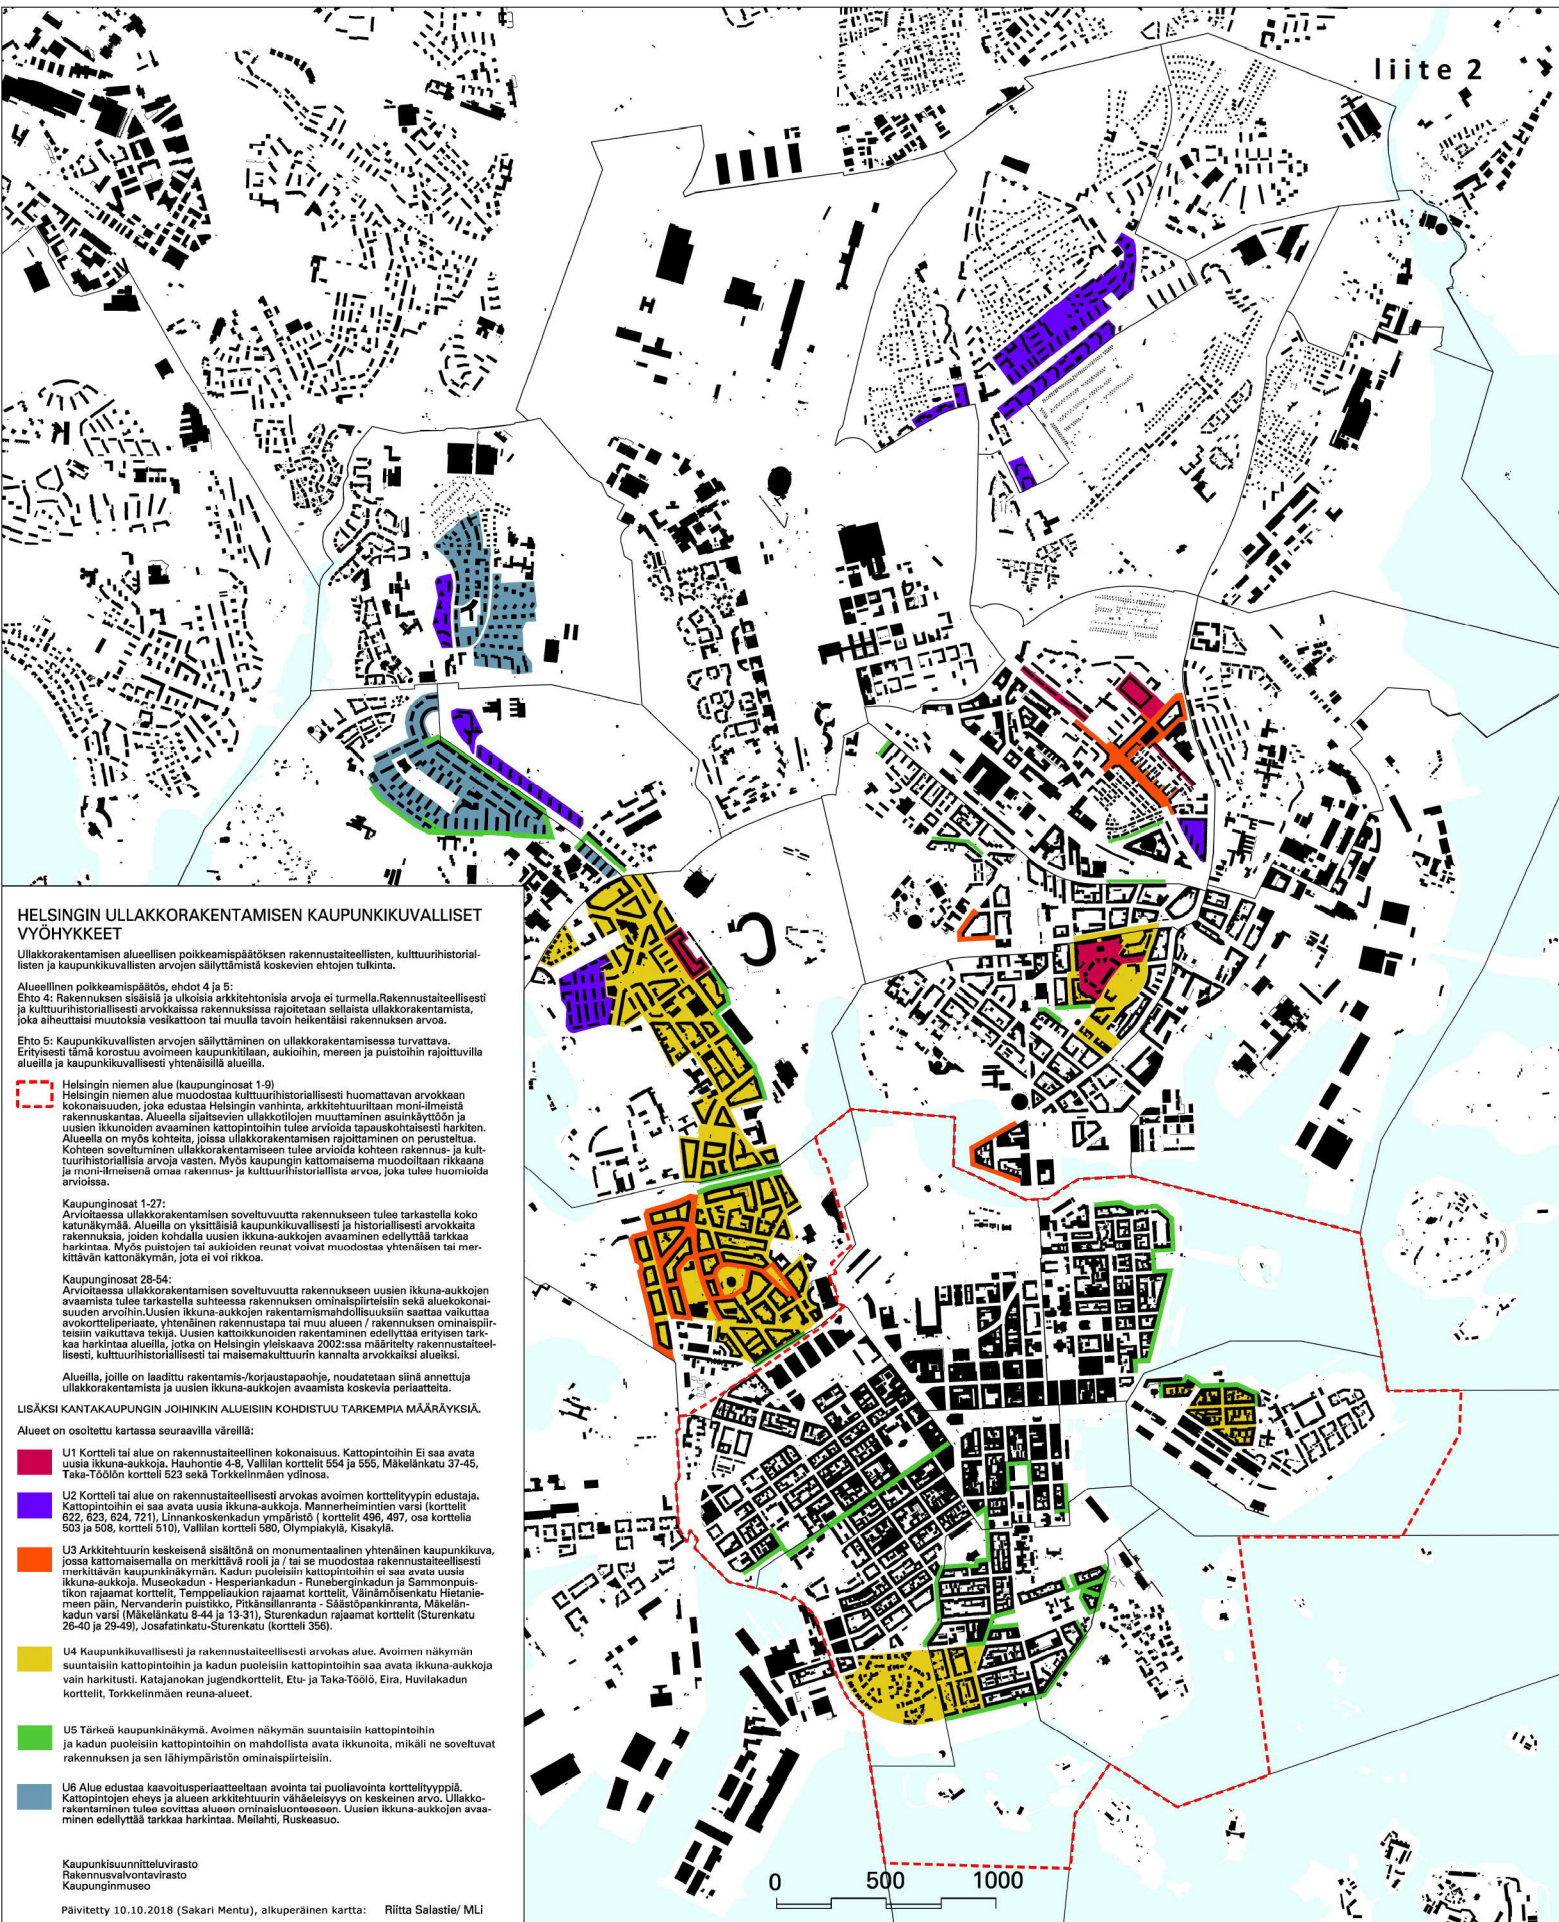 liite 2
HELSINGIN ULLAKKORAKENTAMISEN KAUPUNKIKUVALLISET
VYÖHYKKEET
Ullakkorakentamisen alueellisen poikkeamispäätöksen rakennustaiteellisten, kulttuurihistorial-
listen ja kaupunkikuvallisten arvojen säilyttämistä koskevien ehtojen tulkinta.
Alueellinen poikkeamispäätös, ehdot 4 ja 5:
Ehto 4: Rakennuksen sisäisiä ja ulkoisia arkkitehtonisia arvoja ei turmella.Rakennustaiteellisesti
ja kulttuurihistoriallisesti arvokkaissa rakennuksissa rajoitetaan sellaista ullakkorakentamista,
joka aiheuttaisi muutoksia vesikattoon tai muulla tavoin heikentäisi rakennuksen arvoa.
Ehto 5: Kaupunkikuvallisten arvojen säilyttäminen on ullakkorakentamisessa turvattava.
Erityisesti tämä korostuu avoimeen kaupunkitilaan, aukioihin, mereen ja puistoihin rajoittuvilla
alueilla ja kaupunkikuvallisesti yhtenäisillä alueilla.
Helsingin niemen alue (kaupunginosat 1-9)
Helsingin niemen alue muodostaa kulttuurihistoriallisesti huomattavan arvokkaan
kokonaisuuden, joka edustaa Helsingin vanhinta, arkkitehtuuriltaan moni-ilmeistä
rakennuskantaa. Alueella sijaitsevien ullakkotilojen muuttaminen asuinkäyttöön ja
uusien ikkunoiden avaaminen kattopintoihin tulee arvioida tapauskohtaisesti harkiten.
Alueella on myös kohteita, joissa ullakkorakentamisen rajoittaminen on perusteltua.
Kohteen soveltuminen ullakkorakentamiseen tulee arvioida kohteen rakennus- ja kult-
tuurihistoriallisia arvoja vasten. Myös kaupungin kattomaisema muodoiltaan rikkaana
ja moni-ilmeisenä omaa rakennus- ja kulttuurihistoriallista arvoa, joka tulee huomioida
arvioissa.
Kaupunginosat 1-27:
Arvioitaessa ullakkorakentamisen soveltuvuutta rakennukseen tulee tarkastella koko
katunäkymää. Alueilla on yksittäisiä kaupunkikuvallisesti ja historiallisesti arvokkaita
rakennuksia, joiden kohdalla uusien ikkuna-aukkojen avaaminen edellyttää tarkkaa
harkintaa. Myös puistojen tai aukioiden reunat voivat muodostaa yhtenäisen tai mer-
kittävän kattonäkymän, jota ei voi rikkoa.
Kaupunginosat 28-54:
Arvioitaessa ullakkorakentamisen soveltuvuutta rakennukseen uusien ikkuna-aukkojen
avaamista tulee tarkastella suhteessa rakennuksen ominaispiirteisiin sekä aluekokonai-
suuden arvoihin.Uusien ikkuna-aukkojen rakentamismahdollisuuksiin saattaa vaikuttaa
avokortteliperiaate, yhtenäinen rakennustapa tai muu alueen / rakennuksen ominaispiir-
teisiin vaikuttava tekijä. Uusien kattoikkunoiden rakentaminen edellyttää erityisen tark-
kaa harkintaa alueilla, jotka on Helsingin yleiskaava 2002:ssa määritelty rakennustaiteel-
lisesti, kulttuurihistoriallisesti tai maisemakulttuurin kannalta arvokkaiksi alueiksi.
Alueilla, joille on laadittu rakentamis-/korjaustapaohje, noudatetaan siinä annettuja
ullakkorakentamista ja uusien ikkuna-aukkojen avaamista koskevia periaatteita.
LISÄKSI KANTAKAUPUNGIN JOIHINKIN ALUEISIIN KOHDISTUU TARKEMPIA MÄÄRÄYKSIÄ.
Alueet on osoitettu kartassa seuraavilla väreillä:
U1 Kortteli tai alue on rakennustaiteellinen kokonaisuus. Kattopintoihin Ei saa avata
uusia ikkuna-aukkoja. Hauhontie 4-8, Vallilan korttelit 554 ja 555, Mäkelänkatu 37-45,
Taka-Töölön kortteli 523 sekä Torkkelinmäen ydinosa.
U2 Kortteli tai alue on rakennustaiteellisesti arvokas avoimen korttelityypin edustaja.
Kattopintoihin ei saa avata uusia ikkuna-aukkoja. Mannerheimintien varsi (korttelit
622, 623, 624, 721), Linnankoskenkadun ympäristö ( korttelit 496, 497, osa korttelia
503 ja 508, kortteli 510), Vallilan kortteli 580, Olympiakylä, Kisakylä.
U3 Arkkitehtuurin keskeisenä sisältönä on monumentaalinen yhtenäinen kaupunkikuva,
jossa kattomaisemalla on merkittävä rooli ja / tai se muodostaa rakennustaiteellisesti
merkittävän kaupunkinäkymän. Kadun puoleisiin kattopintoihin ei saa avata uusia
ikkuna-aukkoja. Museokadun - Hesperiankadun - Runeberginkadun ja Sammonpuis-
tikon rajaamat korttelit, Temppeliaukion rajaamat korttelit, Väinämöisenkatu Hietanie-
meen päin, Nervanderin puistikko, Pitkänsillanranta - Säästöpankinranta, Mäkelän-
kadun varsi (Mäkelänkatu 8-44 ja 13-31), Sturenkadun rajaamat korttelit (Sturenkatu
26-40 ja 29-49), Josafatinkatu-Sturenkatu (kortteli 356).
U4 Kaupunkikuvallisesti ja rakennustaiteellisesti arvokas alue. Avoimen näkymän
suuntaisiin kattopintoihin ja kadun puoleisiin kattopintoihin saa avata ikkuna-aukkoja
vain harkitusti. Katajanokan jugendkorttelit, Etu- ja Taka-Töölö, Eira, Huvilakadun
korttelit, Torkkelinmäen reuna-alueet.
U5 Tärkeä kaupunkinäkymä. Avoimen näkymän suuntaisiin kattopintoihin
ja kadun puoleisiin kattopintoihin on mahdollista avata ikkunoita, mikäli ne soveltuvat
rakennuksen ja sen lähiympäristön ominaispiirteisiin.
U6 Alue edustaa kaavoitusperiaatteeltaan avointa tai puoliavointa korttelityyppiä.
Kattopintojen eheys ja alueen arkkitehtuurin vähäeleisyys on keskeinen arvo. Ullakko-
rakentaminen tulee sovittaa alueen ominaisluonteeseen. Uusien ikkuna-aukkojen avaa-
minen edellyttää tarkkaa harkintaa. Meilahti, Ruskeasuo.
Kaupunkisuunnitteluvirasto
Rakennusvalvontavirasto
Kaupunginmuseo
Päivitetty 10.10.2018 (Sakari Mentu), alkuperäinen kartta: Riitta Salastie/ MLi
0 500 1000